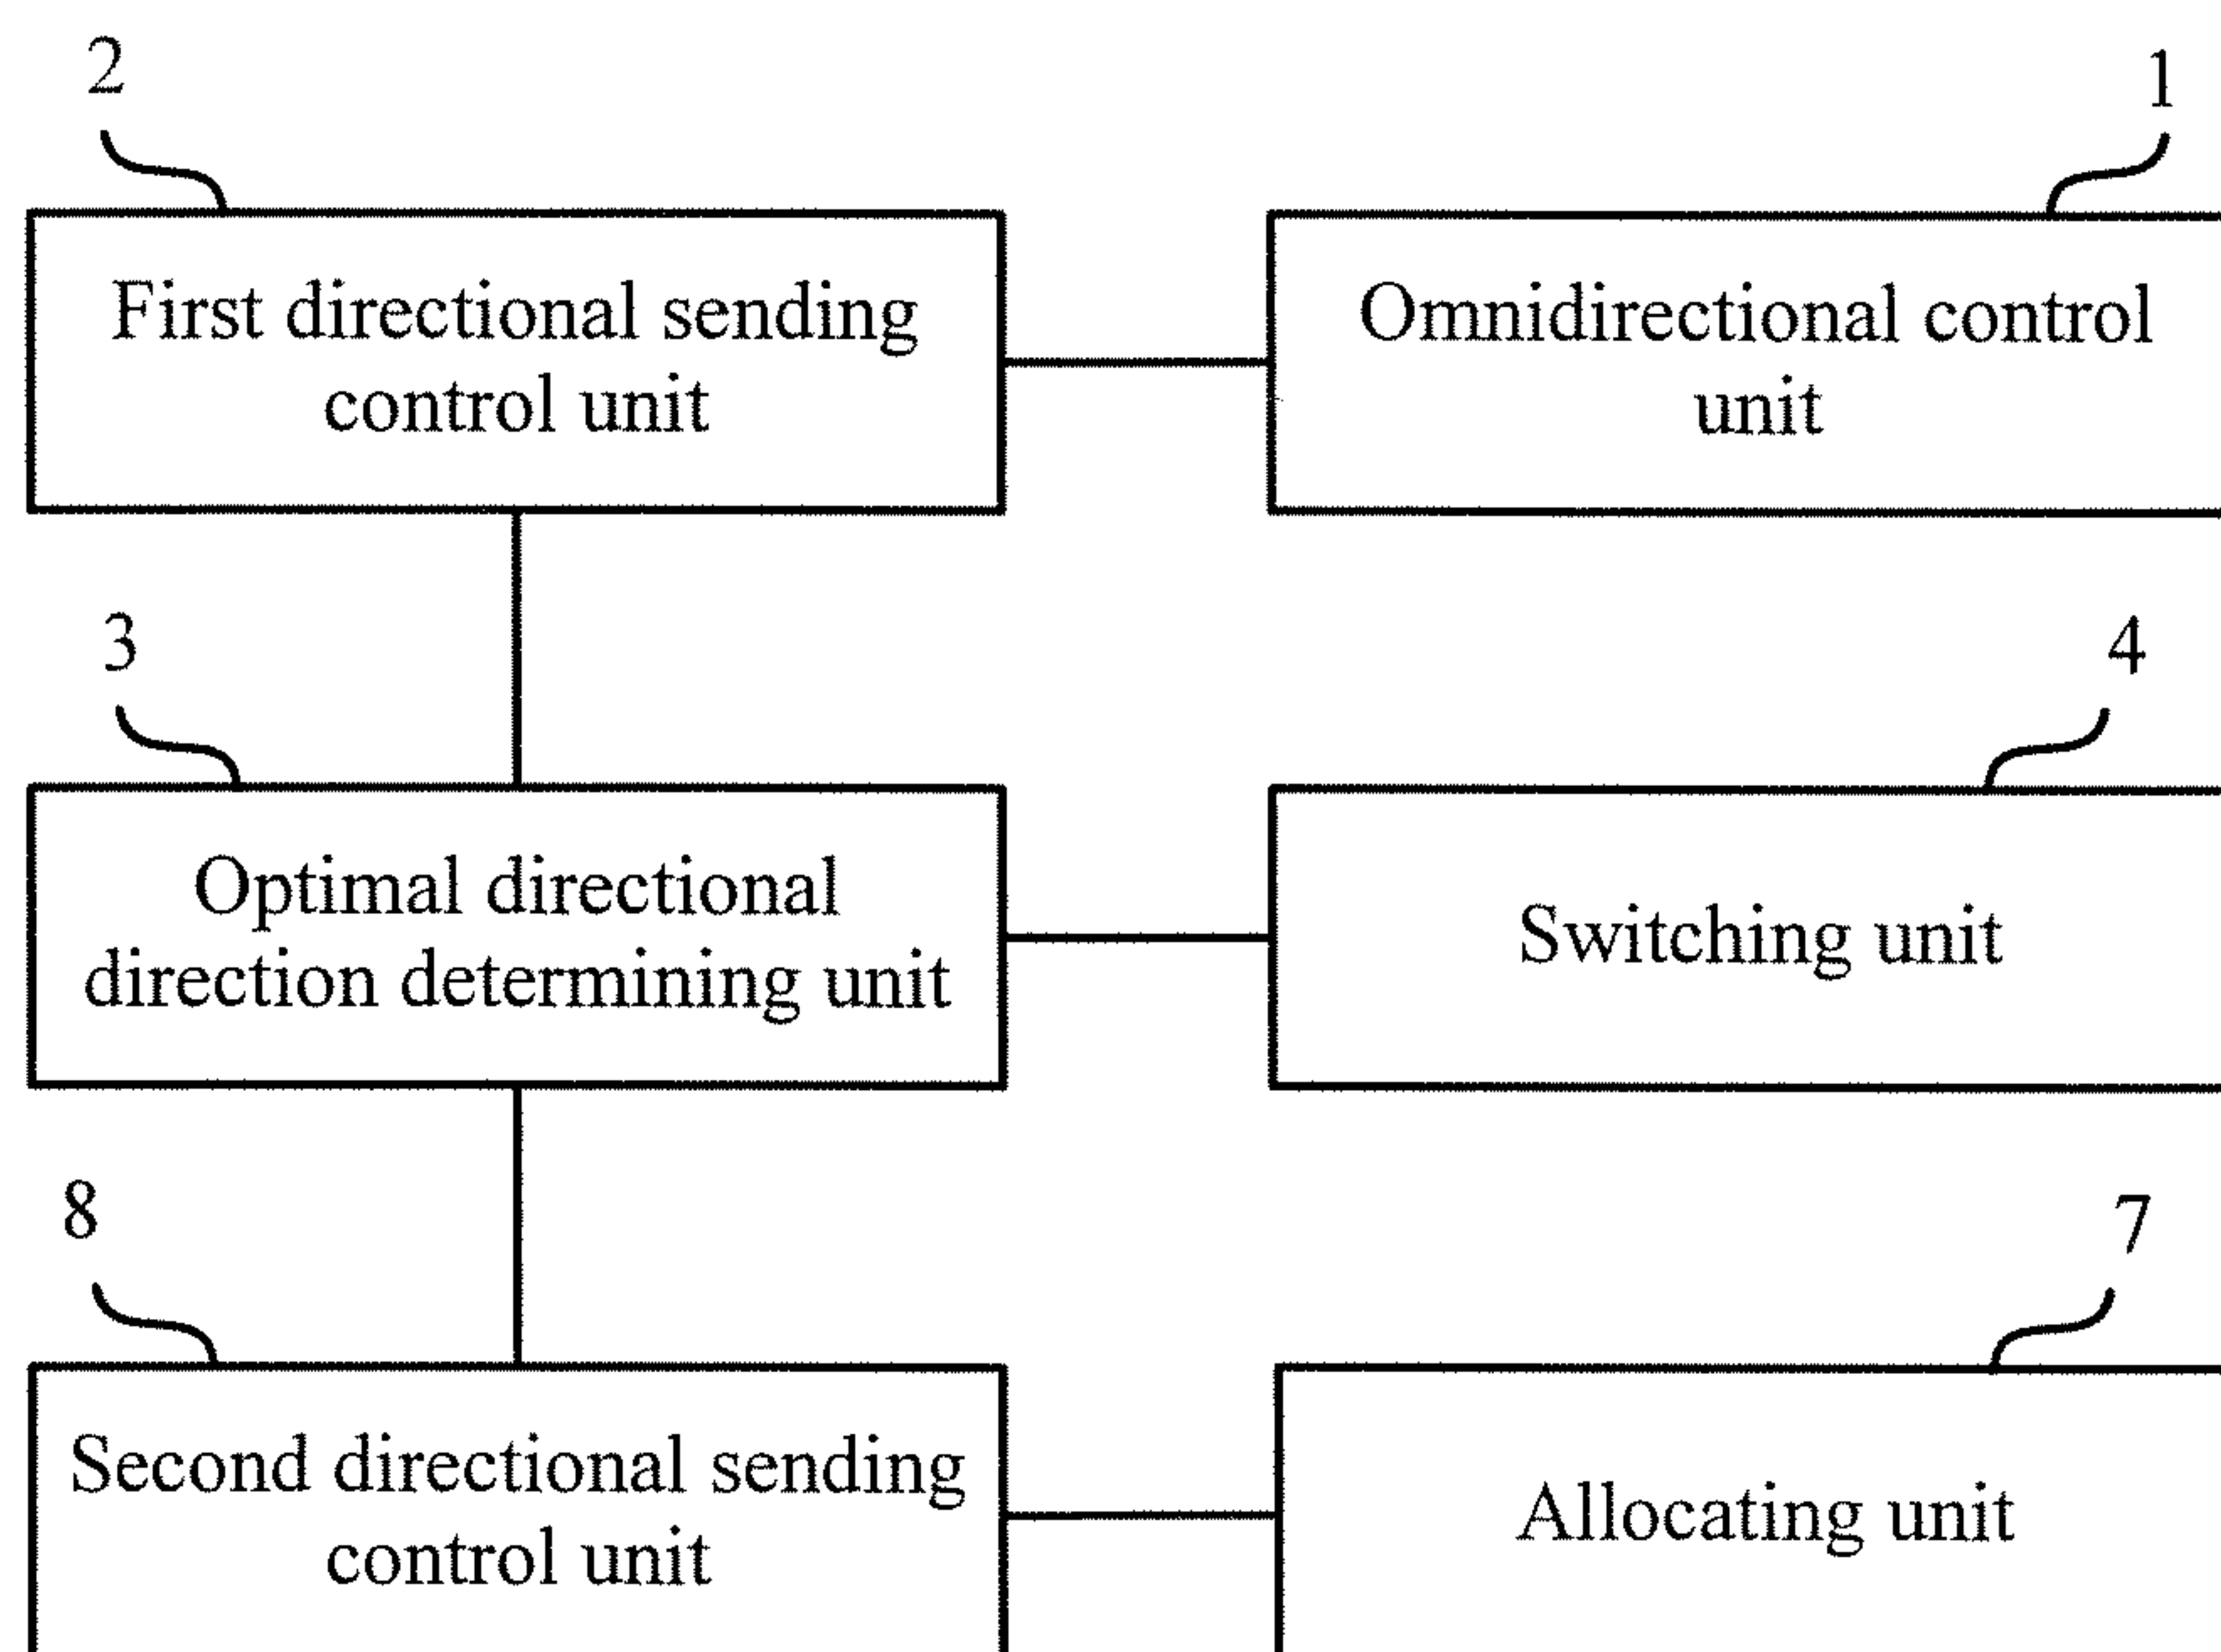 2
1
First directional sending
control unit
Omnidirectional control
unit
3
4
Optimal directional
direction determining unit
Switching unit
8
7
Second directional sending
control unit
Allocating unit